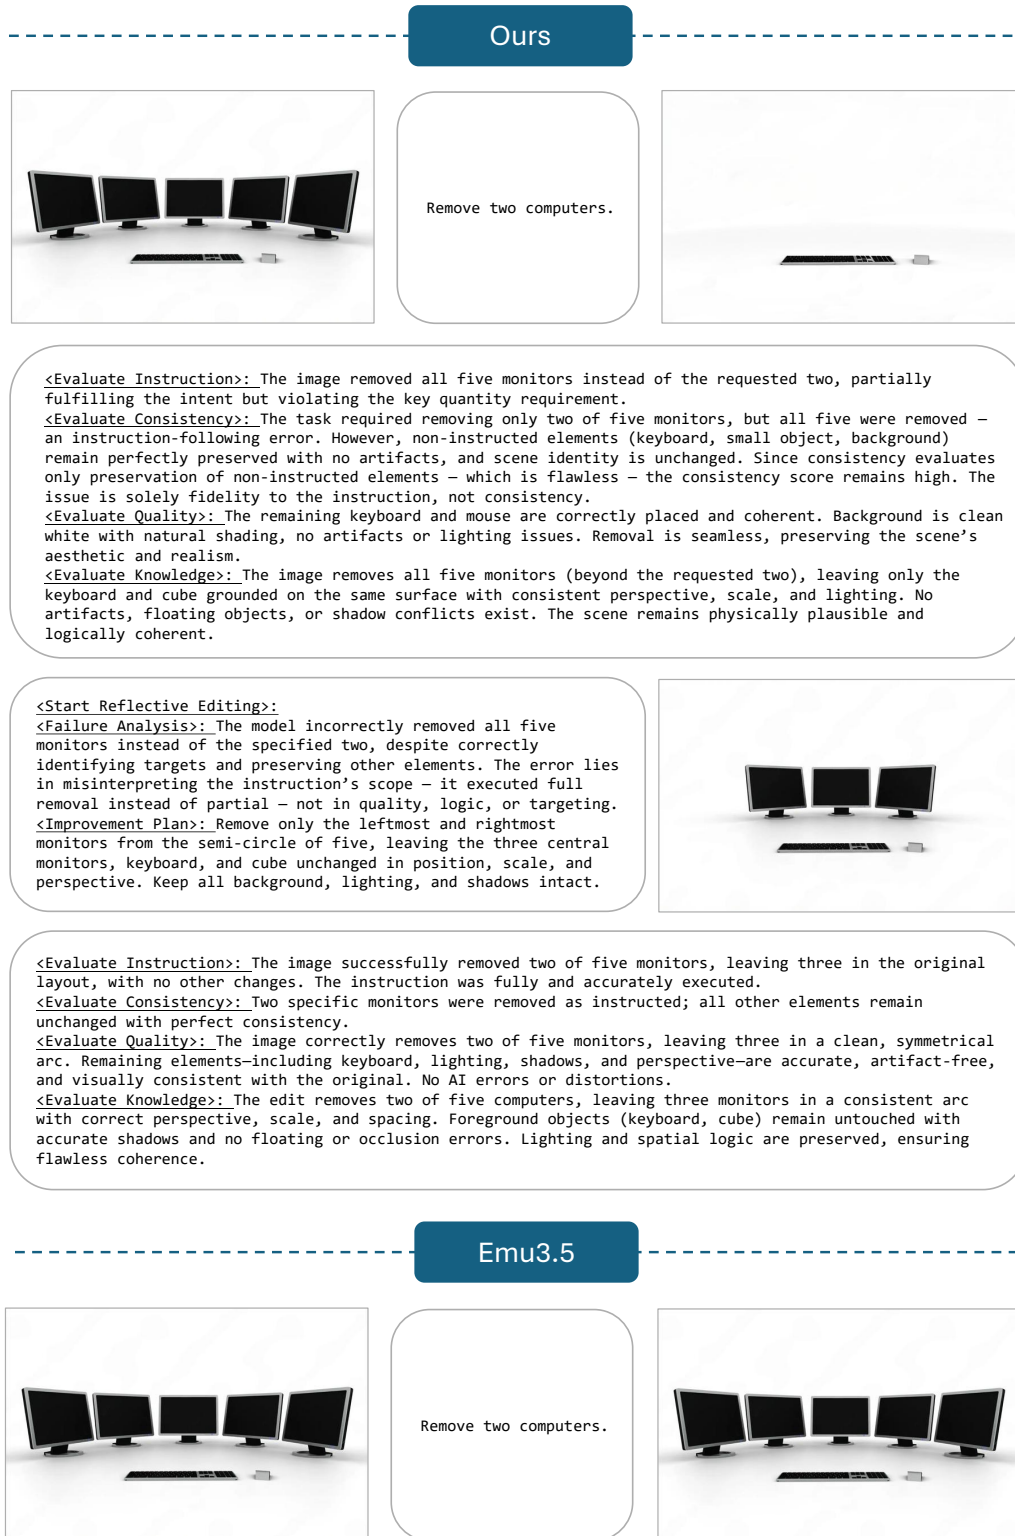 Ours
Remove two computers.
<Evaluate Instruction>: The image removed all five monitors instead of the requested two, partially
fulfilling the intent but violating the key quantity requirement.
<Evaluate Consistency>: The task required removing only two of five monitors, but all five were removed —
an instruction-following error. However, non-instructed elements (keyboard, small object, background)
remain perfectly preserved with no artifacts, and scene identity is unchanged. Since consistency evaluates
only preservation of non-instructed elements — which is flawless — the consistency score remains high. The
issue is solely fidelity to the instruction, not consistency.
<Evaluate Quality>: The remaining keyboard and mouse are correctly placed and coherent. Background is clean
white with natural shading, no artifacts or lighting issues. Removal is seamless, preserving the scene’s
aesthetic and realism.
<Evaluate Knowledge>: The image removes all five monitors (beyond the requested two), leaving only the
keyboard and cube grounded on the same surface with consistent perspective, scale, and lighting. No
artifacts, floating objects, or shadow conflicts exist. The scene remains physically plausible and
logically coherent.
<Start Reflective Editing>:
<Failure Analysis>: The model incorrectly removed all five
monitors instead of the specified two, despite correctly
identifying targets and preserving other elements. The error lies
in misinterpreting the instruction’s scope — it executed full
removal instead of partial — not in quality, logic, or targeting.
<Improvement Plan>: Remove only the leftmost and rightmost
monitors from the semi-circle of five, leaving the three central
monitors, keyboard, and cube unchanged in position, scale, and
perspective. Keep all background, lighting, and shadows intact.
<Evaluate Instruction>: The image successfully removed two of five monitors, leaving three in the original
layout, with no other changes. The instruction was fully and accurately executed.
<Evaluate Consistency>: Two specific monitors were removed as instructed; all other elements remain
unchanged with perfect consistency.
<Evaluate Quality>: The image correctly removes two of five monitors, leaving three in a clean, symmetrical
arc. Remaining elements—including keyboard, lighting, shadows, and perspective—are accurate, artifact-free,
and visually consistent with the original. No AI errors or distortions.
<Evaluate Knowledge>: The edit removes two of five computers, leaving three monitors in a consistent arc
with correct perspective, scale, and spacing. Foreground objects (keyboard, cube) remain untouched with
accurate shadows and no floating or occlusion errors. Lighting and spatial logic are preserved, ensuring
flawless coherence.
Emu3.5
Remove two computers.